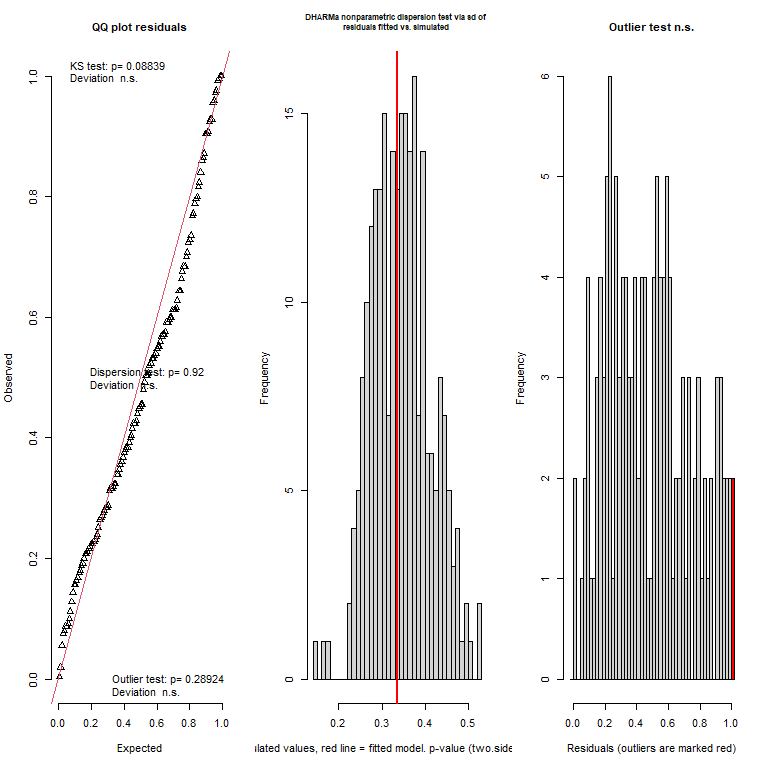 QQ plot residuals
KS test: p= 0.08839
Deviation n.s.
Dispersion test: p= 0.92
Deviation n.s.
Outlier test: p= 0.28924
Deviation n.s.
Observed
0.0 0.2 0.4 0.6 0.8 1.0
0.0 0.2 0.4 0.6 0.8 1.0
Expected
DHARMa nonparametric dispersion test via sd of
residuals fitted vs. simulated
Frequency
0 5 10 15
0.2 0.3 0.4 0.5
ulated values, red line = fitted model. p-value (two.side
Outlier test n.s.
Frequency
0 1 2 3 4 5 6
0.0 0.2 0.4 0.6 0.8 1.0
Residuals (outliers are marked red)